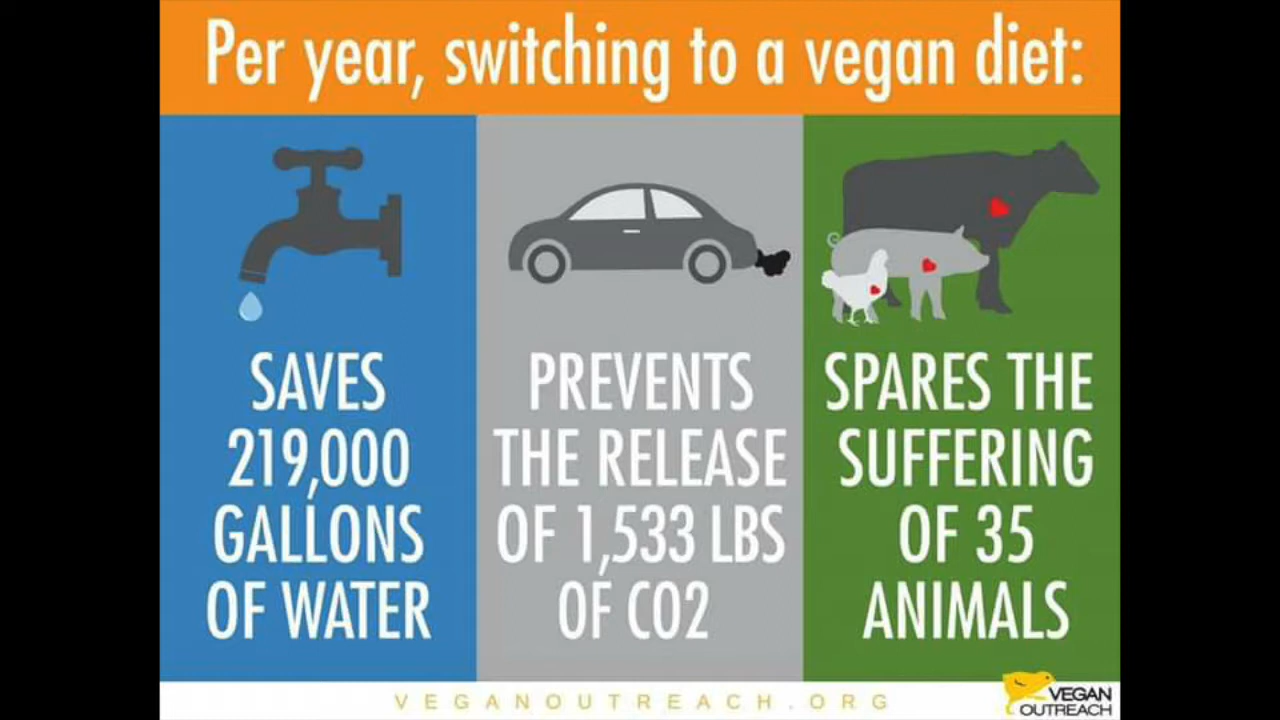 Per year, switching to a vegan diet:
SAVES
219,000
GALLONS
OF WATER
PREVENTS
THE RELEASE
OF 1,533 LBS
OF CO2
SPARES THE
SUFFERING
OF 35
ANIMALS
VEGANOUTREACH.ORG
VEGAN
OUTREACH